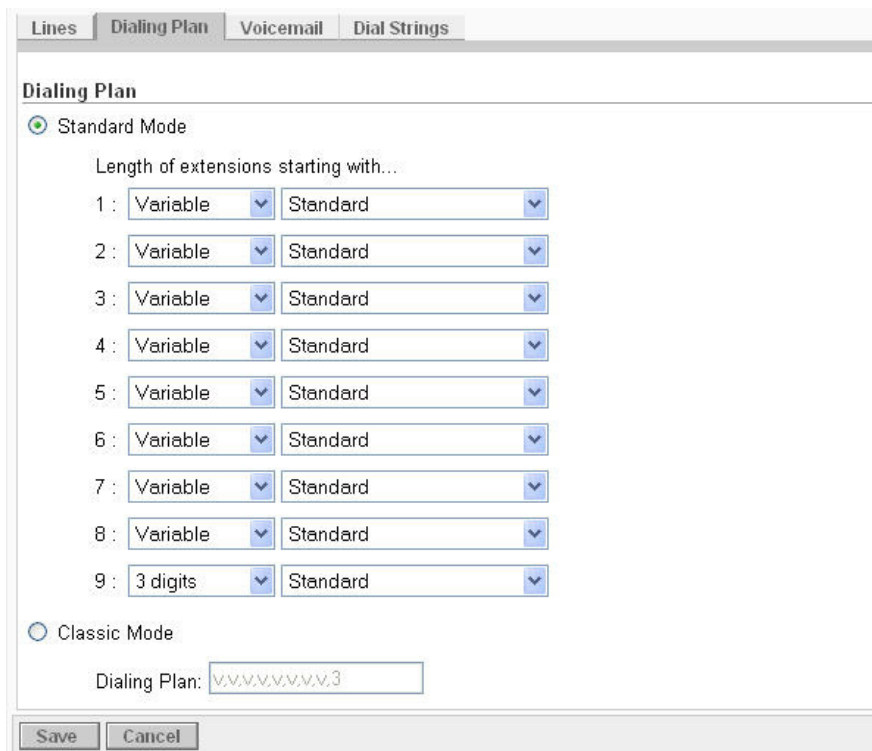 Lines Dialing Plan Voicemail Dial Strings
Dialing Plan
Standard Mode
Length of extensions starting with...
1 : Variable Standard
2 : Variable Standard
3 : Variable Standard
4 : Variable Standard
5 : Variable Standard
6 : Variable Standard
7 : Variable Standard
8 : Variable Standard
9 : 3 digits Standard
Classic Mode
Dialing Plan: v,v,v,v,v,v,v,v,3
Save Cancel